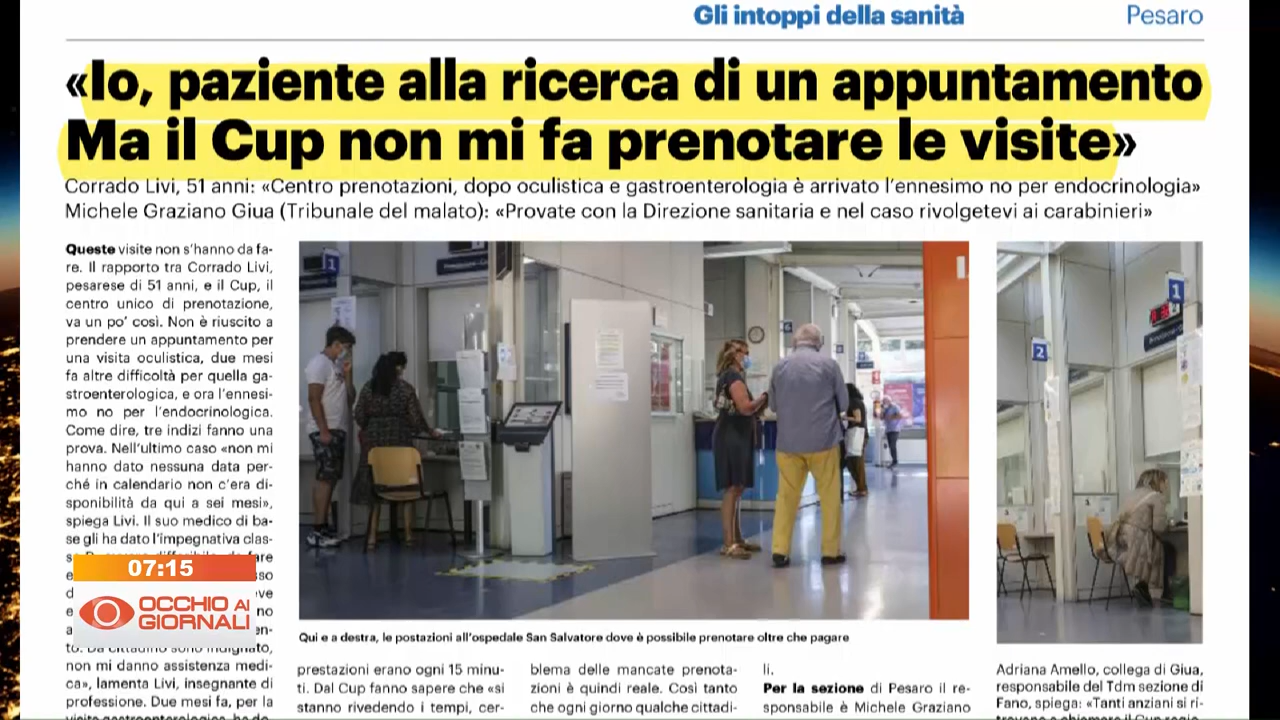 Gli intoppi della sanità
Pesaro
«Io, paziente alla ricerca di un appuntamento
Ma il Cup non mi fa prenotare le visite»
Corrado Livi, 51 anni: «Centro prenotazioni, dopo oculistica e gastroenterologia è arrivato l'ennesimo no per endocrinologia»
Michele Graziano Giua (Tribunale del malato): «Provate con la Direzione sanitaria e nel caso rivolgetevi ai carabinieri»
Queste visite non s'hanno da fa-
re. Il rapporto tra Corrado Livi,
pesarese di 51 anni, e il Cup, il
centro unico di prenotazione,
va un po' così. Non è riuscito a
prendere un appuntamento per
una visita oculistica, due mesi
fa altre difficoltà per quella ga-
stroenterologica, e ora l'ennesi-
mo no per l'endocrinologica.
Come dire, tre indizi fanno una
prova. Nell'ultimo caso «non mi
hanno dato nessuna data per-
ché in calendario non c'era di-
sponibilità da qui a sei mesi»,
spiega Livi. Il suo medico di ba-
se gli ha dato l'impegnativa clas-
to. Da cittadino sono indignato,
non mi danno assistenza medi-
ca», lamenta Livi, insegnante di
professione. Due mesi fa, per la
07:15
OCCHIO AI
GIORNALI
1
6
2
1
Qui e a destra, le postazioni all'ospedale San Salvatore dove è possibile prenotare oltre che pagare
prestazioni erano ogni 15 minu-
ti. Dal Cup fanno sapere che «si
stanno rivedendo i tempi, cer-
blema delle mancate prenota-
zioni è quindi reale. Così tanto
che ogni giorno qualche cittadi-
li.
Per la sezione di Pesaro il re-
sponsabile è Michele Graziano
Adriana Amello, collega di Giua,
responsabile del Tdm sezione di
Fano, spiega: «Tanti anziani si ri-